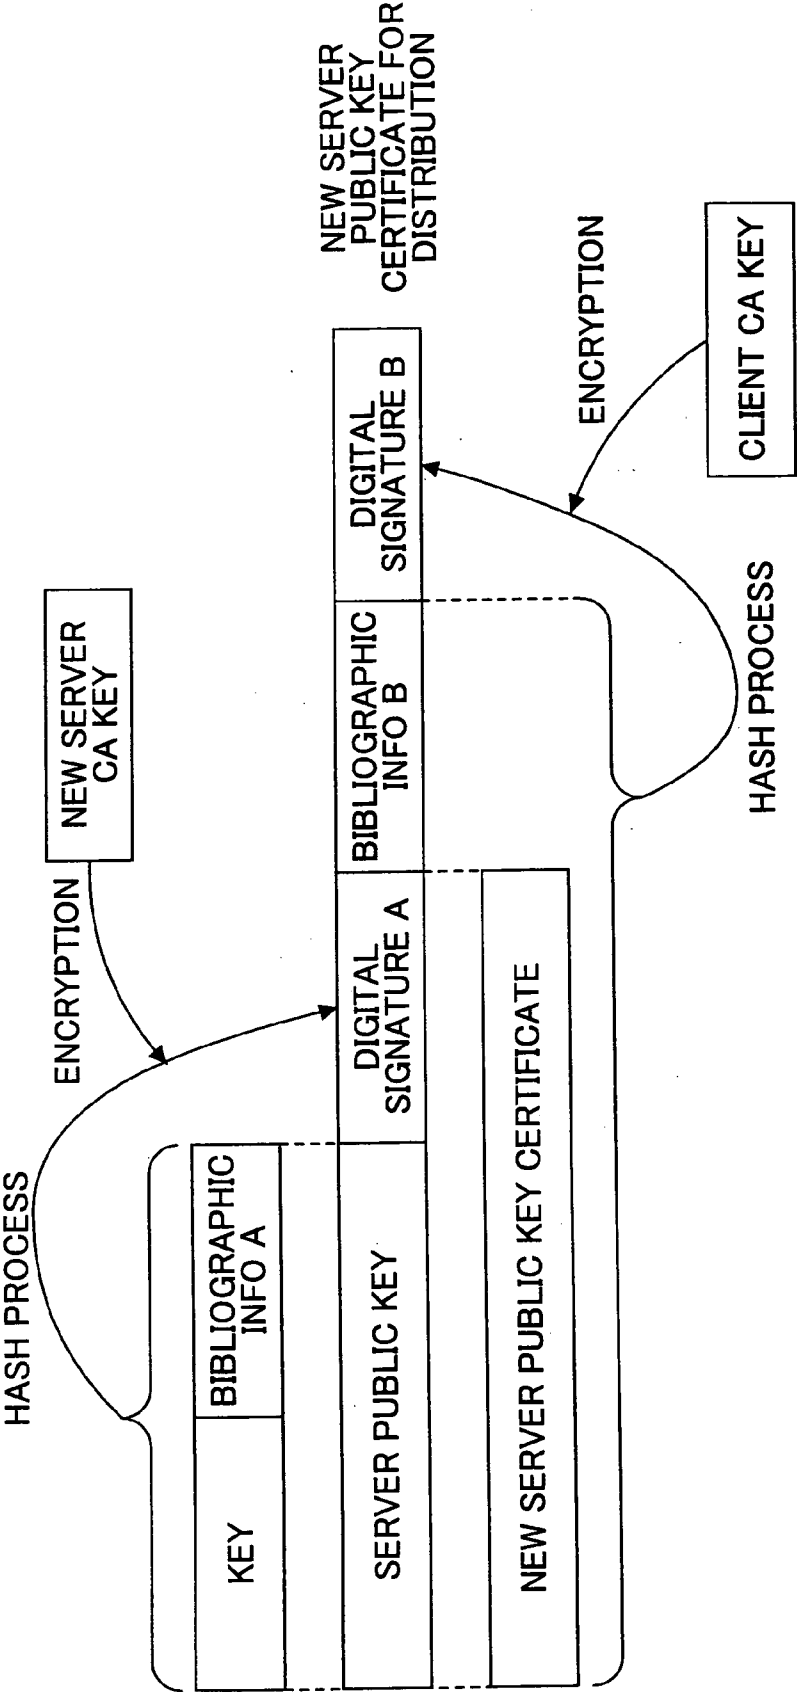 HASH PROCESS
ENCRYPTION
NEW SERVER
CA KEY
KEY
BIBLIOGRAPHIC
INFO A
SERVER PUBLIC KEY
DIGITAL
SIGNATURE A
BIBLIOGRAPHIC
INFO B
DIGITAL
SIGNATURE B
NEW SERVER
PUBLIC KEY
CERTIFICATE FOR
DISTRIBUTION
NEW SERVER PUBLIC KEY CERTIFICATE
ENCRYPTION
CLIENT CA KEY
HASH PROCESS